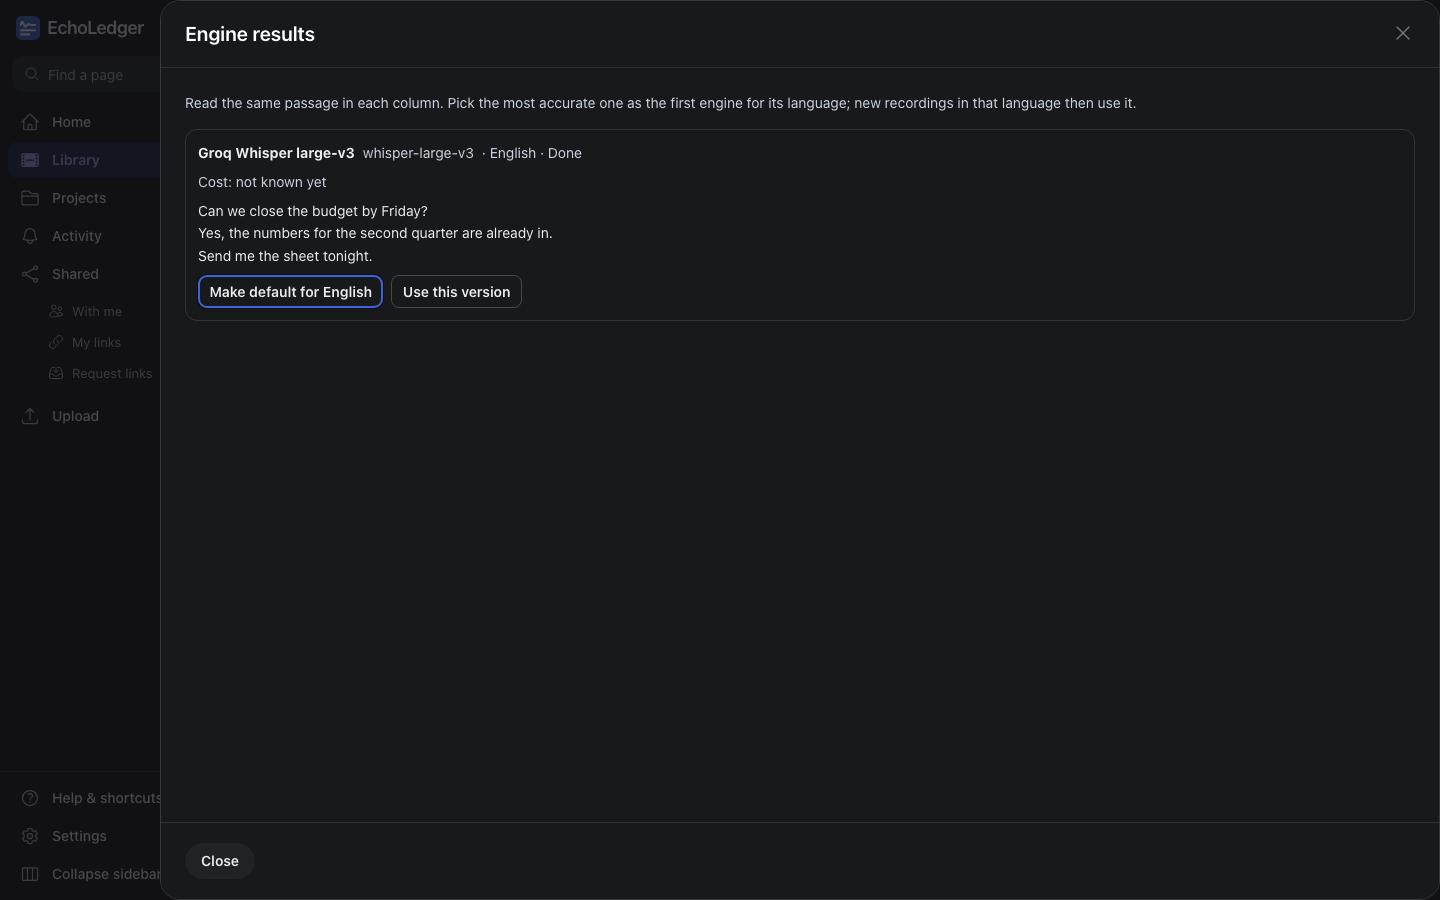 EchoLedger
Find a page
Home
Library
Projects
Activity
Shared
With me
My links
Request links
Upload
Help & shortcuts
Settings
Collapse sidebar
Engine results
Read the same passage in each column. Pick the most accurate one as the first engine for its language; new recordings in that language then use it.
Groq Whisper large-v3 whisper-large-v3 · English · Done
Cost: not known yet
Can we close the budget by Friday?
Yes, the numbers for the second quarter are already in.
Send me the sheet tonight.
Make default for English Use this version
Close